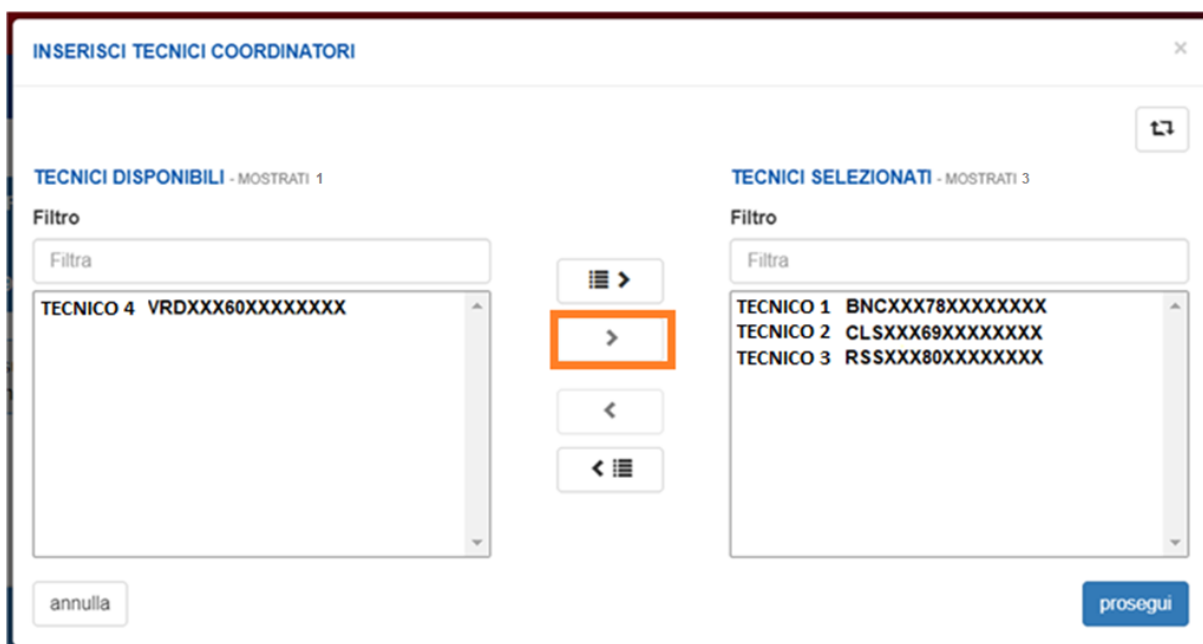 INSERISCI TECNICI COORDINATORI
TECNICI DISPONIBILI - MOSTRATI 1
Filtro
Filtra
TECNICO 4 VRDXXX60XXXXXXXX
TECNICI SELEZIONATI - MOSTRATI 3
Filtro
Filtra
TECNICO 1 BNCXXX78XXXXXXXX
TECNICO 2 CLSXXX69XXXXXXXX
TECNICO 3 RSSXXX80XXXXXXXX
annulla
prosegui